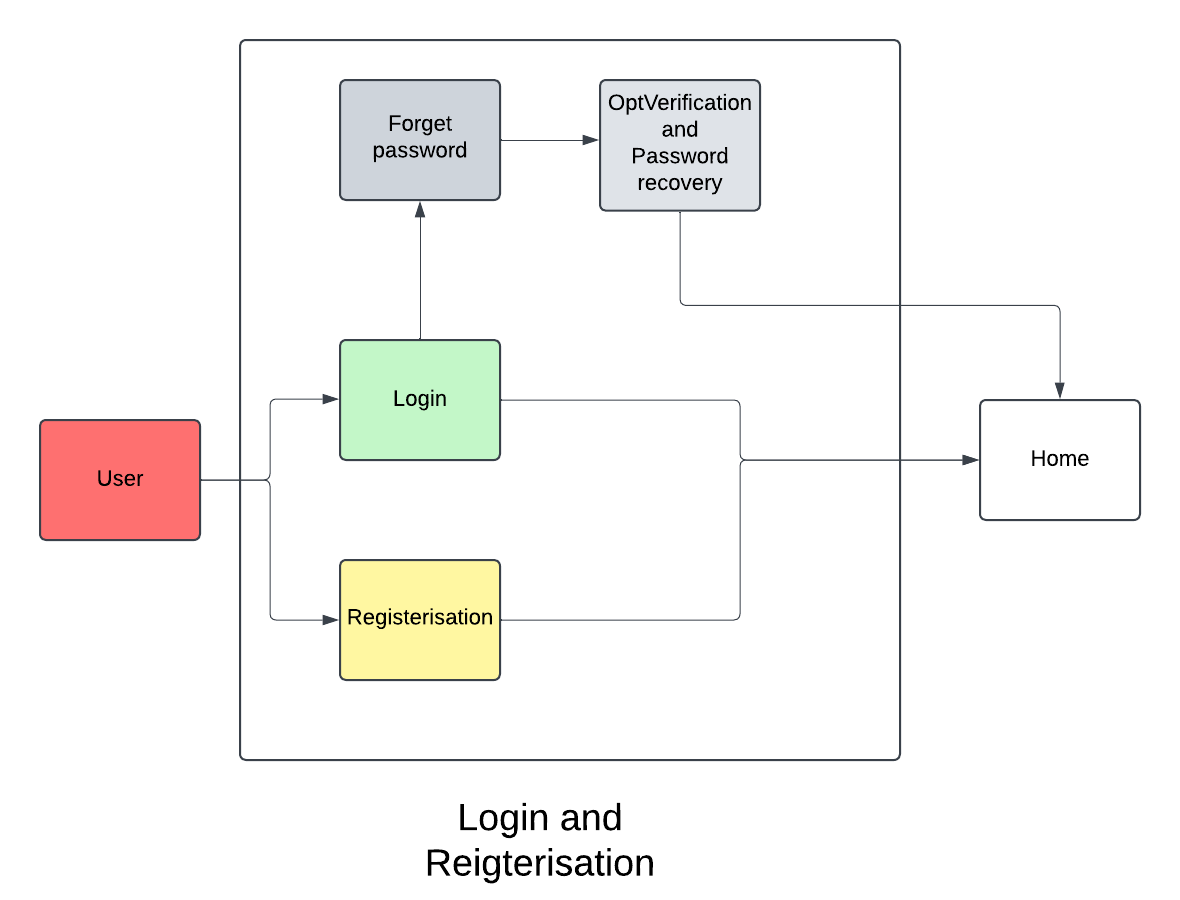 Forget
password
OptVerification
and
Password
recovery
Login
User
Home
Registerisation
Login and
Reigterisation